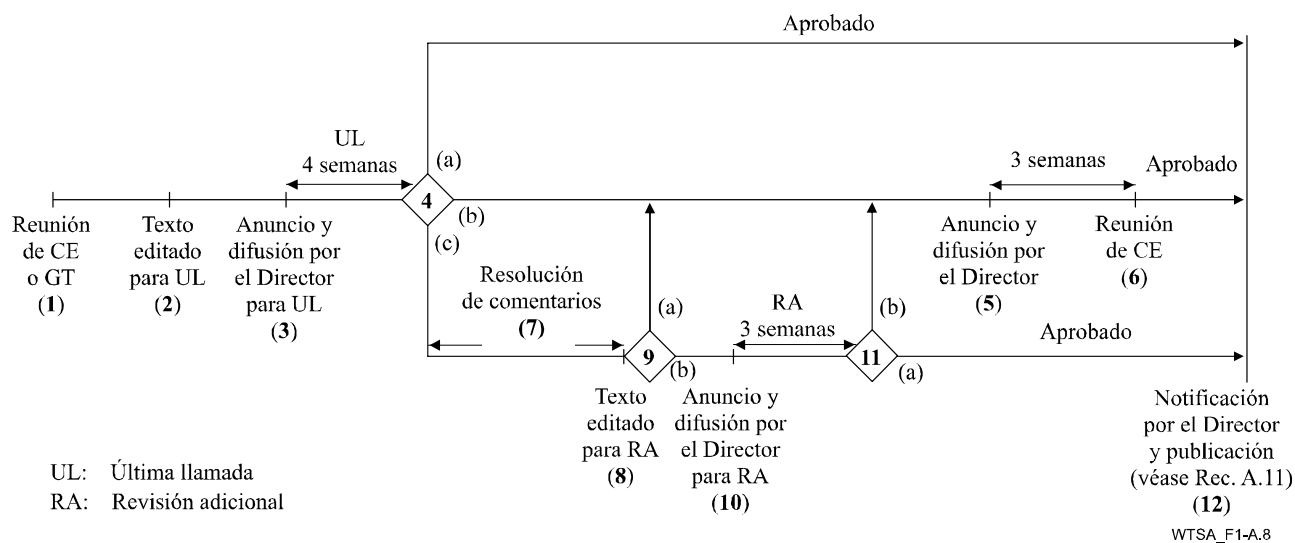 Aprobado
UL
4 semanas
(a)
4
(b)
(c)
3 semanas
Aprobado
Reunión
de CE
o GT
(1)
Texto
editado
para UL
(2)
Anuncio y
difusión por
el Director
para UL
(3)
Anuncio y
difusión por
el Director
(5)
Reunión
de CE
(6)
Resolución
de comentarios
(7)
(a)
9
(b)
RA
3 semanas
(b)
11
(a)
Aprobado
Texto
editado
para RA
(8)
Anuncio y
difusión por
el Director
para RA
(10)
Notificación
por el Director
y publicación
(véase Rec. A.11)
(12)
UL: Última llamada
RA: Revisión adicional
WTSA_F1-A.8